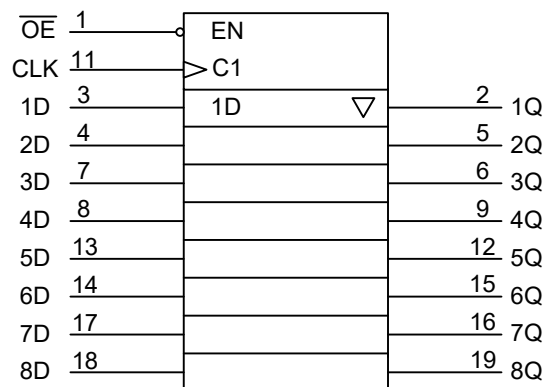 O̅E̅ 1 EN
CLK 11 C1
1D 3 1D ▽ 2 1Q
2D 4 5 2Q
3D 7 6 3Q
4D 8 9 4Q
5D 13 12 5Q
6D 14 15 6Q
7D 17 16 7Q
8D 18 19 8Q